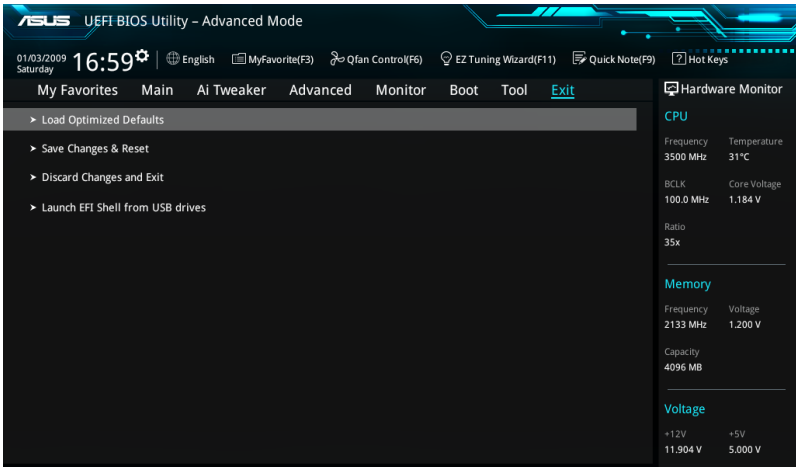 ASUS UEFI BIOS Utility – Advanced Mode
01/03/2009 Saturday 16:59 English MyFavorite(F3) Qfan Control(F6) EZ Tuning Wizard(F11) Quick Note(F9) ? Hot Keys
My Favorites Main Ai Tweaker Advanced Monitor Boot Tool Exit
Hardware Monitor
➤ Load Optimized Defaults
➤ Save Changes & Reset
➤ Discard Changes and Exit
➤ Launch EFI Shell from USB drives
CPU
Frequency Temperature
3500 MHz 31°C
BCLK Core Voltage
100.0 MHz 1.184 V
Ratio
35x
Memory
Frequency Voltage
2133 MHz 1.200 V
Capacity
4096 MB
Voltage
+12V +5V
11.904 V 5.000 V